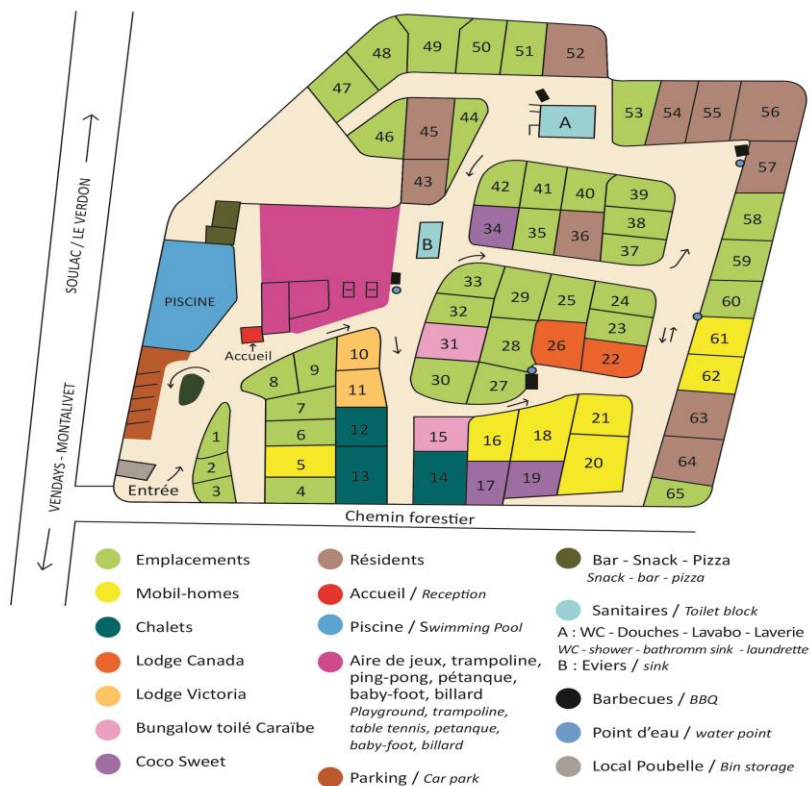 49
50
51
52
48
47
53
54
55
56
A
44
45
46
57
43
42
41
40
39
58
34
35
36
38
37
B
59
SOULAC / LE VERDON
PISCINE
33
29
25
24
60
32
23
61
31
28
26
22
62
Accueil
10
9
8
11
30
27
7
12
15
16
18
21
63
1
6
2
5
13
14
17
19
20
64
3
4
65
Entrée
VENDAYS - MONTALIVET
Chemin forestier
Emplacements
Mobil-homes
Chalets
Lodge Canada
Lodge Victoria
Bungalow toilé Caraïbe
Coco Sweet
Résidents
Accueil / Reception
Piscine / Swimming Pool
Aire de jeux, trampoline,
ping-pong, pétanque,
baby-foot, billard
Playground, trampoline,
table tennis, petanque,
baby-foot, billard
Parking / Car park
Bar - Snack - Pizza
Snack - bar - pizza
Sanitaires / Toilet block
A : WC - Douches - Lavabo - Laverie
WC - shower - bathromm sink - laundrette
B : Eviers / sink
Barbecues / BBQ
Point d'eau / water point
Local Poubelle / Bin storage